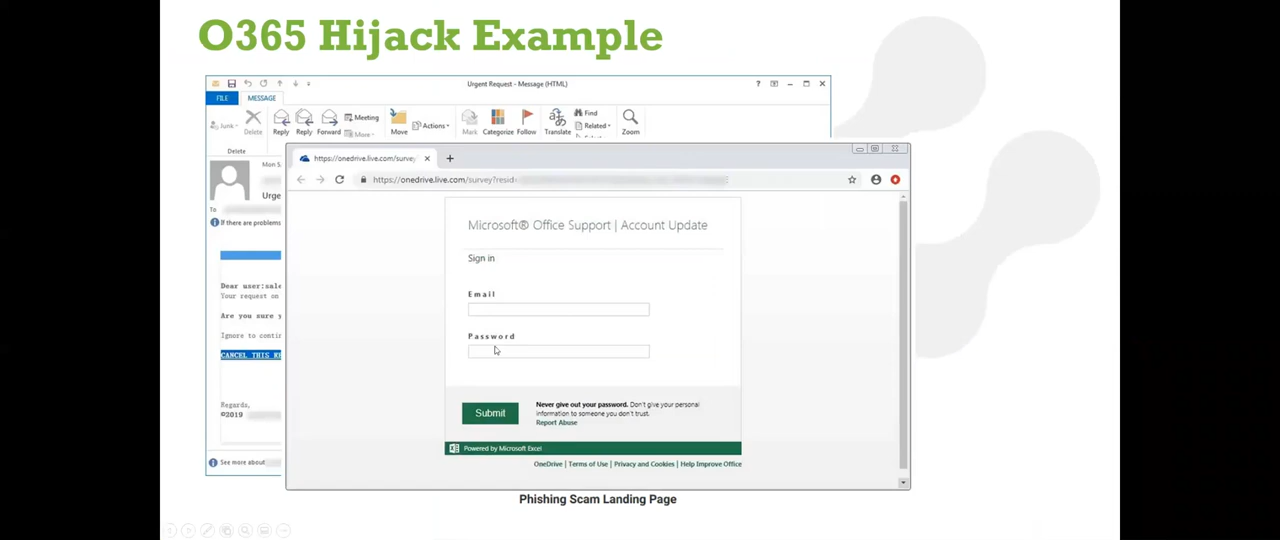 O365 Hijack Example
Urgent Request - Message (HTML)
FILE MESSAGE
Junk Delete Reply Reply Forward Meeting More Move Actions Mark Categorize Follow Translate Find Related Zoom
Delete
https://onedrive.live.com/survey
https://onedrive.live.com/survey?resid=
Mon
Urge
To
If there are problems
Microsoft® Office Support | Account Update
Sign in
Email
Password
Dear user:sale
Your request on
Are you sure y
Ignore to conti
CANCEL THIS RE
Regards,
©2019
See more about
Submit
Never give out your password. Don't give your personal
information to someone you don't trust.
Report Abuse
Powered by Microsoft Excel
OneDrive | Terms of Use | Privacy and Cookies | Help Improve Office
Phishing Scam Landing Page